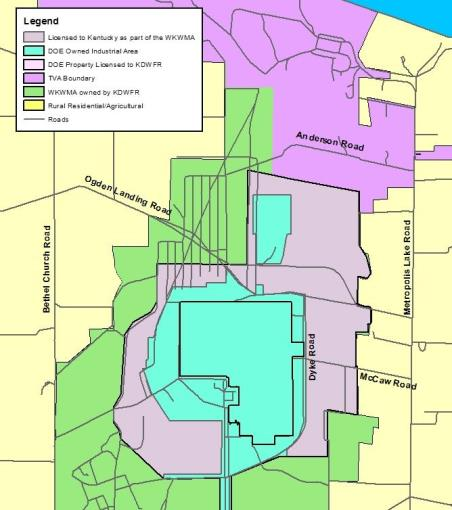 Legend
Licensed to Kentucky as part of the WKWMA
DOE Owned Industrial Area
DOE Property Licensed to KDWFR
TVA Boundary
WKWMA owned by KDFWR
Rural Residential/Agricultural
Roads
Anderson Road
Ogden Landing Road
Bethel Church Road
Metropolis Lake Road
Dyke Road
McCaw Road